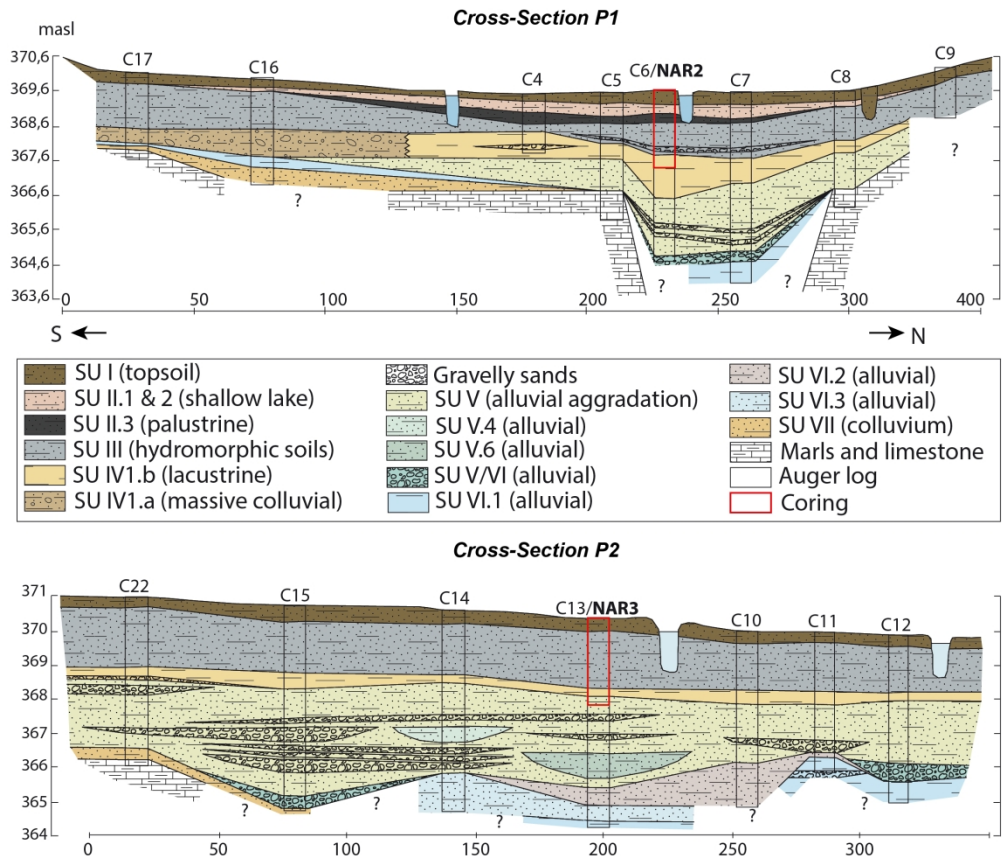 Cross-Section P1
masl
370,6
369,6
368,6
367,6
366,6
365,6
364,6
363,6
C17
C16
C4
C5
C6/NAR2
C7
C8
C9
?
?
?
?
0 50 100 150 200 250 300 400
S
N
SU I (topsoil)
SU II.1 & 2 (shallow lake)
SU II.3 (palustrine)
SU III (hydromorphic soils)
SU IV1.b (lacustrine)
SU IV1.a (massive colluvial)
Gravelly sands
SU V (alluvial aggradation)
SU V.4 (alluvial)
SU V.6 (alluvial)
SU V/VI (alluvial)
SU VI.1 (alluvial)
SU VI.2 (alluvial)
SU VI.3 (alluvial)
SU VII (colluvium)
Marls and limestone
Auger log
Coring
Cross-Section P2
371
370
369
368
367
366
365
364
C22
C15
C14
C13/NAR3
C10
C11
C12
?
?
?
?
?
0 50 100 150 200 250 300